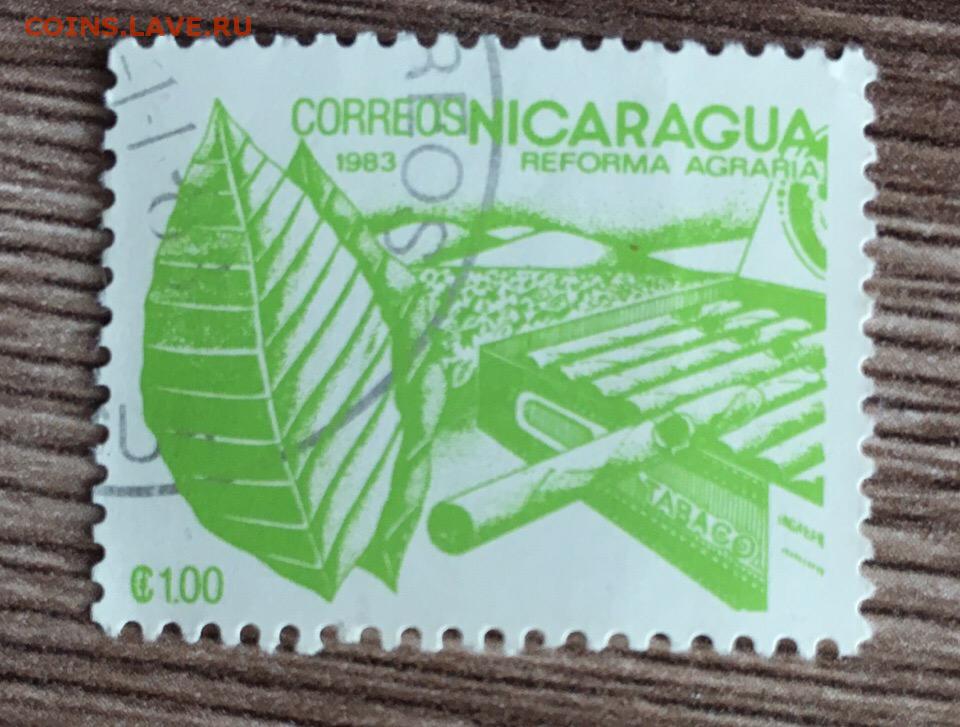 COINS.LAVE.RU
CORREOS NICARAGUA
1983 REFORMA AGRARIA
TABACO
₡1.00